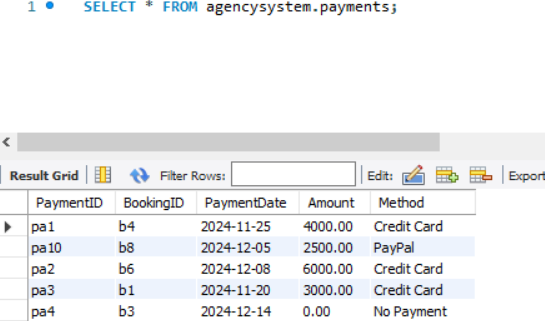 1 SELECT * FROM agencysystem.payments;
Result Grid Filter Rows: Edit: Export
PaymentID BookingID PaymentDate Amount Method
pa1 b4 2024-11-25 4000.00 Credit Card
pa10 b8 2024-12-05 2500.00 PayPal
pa2 b6 2024-12-08 6000.00 Credit Card
pa3 b1 2024-11-20 3000.00 Credit Card
pa4 b3 2024-12-14 0.00 No Payment